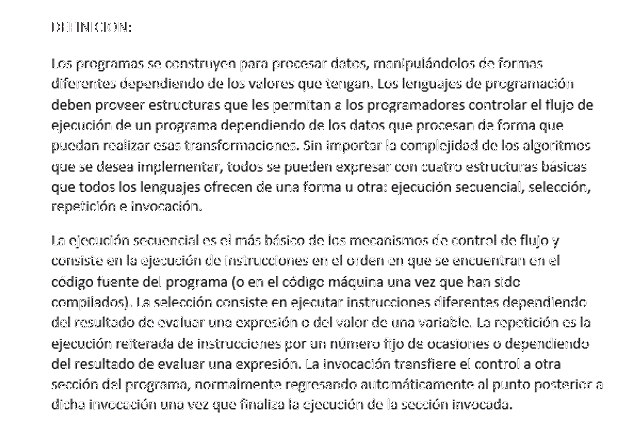 DEFINICION:
Los programas se construyen para procesar datos, manipulándolos de formas
diferentes dependiendo de los valores que tengan. Los lenguajes de programación
deben proveer estructuras que les permitan a los programadores controlar el flujo de
ejecución de un programa dependiendo de los datos que procesan de forma que
puedan realizar esas transformaciones. Sin importar la complejidad de los algoritmos
que se desea implementar, todos se pueden expresar con cuatro estructuras básicas
que todos los lenguajes ofrecen de una forma u otra: ejecución secuencial, selección,
repetición e invocación.
La ejecución secuencial es el más básico de los mecanismos de control de flujo y
consiste en la ejecución de instrucciones en el orden en que se encuentran en el
código fuente del programa (o en el código máquina una vez que han sido
compilados). La selección consiste en ejecutar instrucciones diferentes dependiendo
del resultado de evaluar una expresión o del valor de una variable. La repetición es la
ejecución reiterada de instrucciones por un número fijo de ocasiones o dependiendo
del resultado de evaluar una expresión. La invocación transfiere el control a otra
sección del programa, normalmente regresando automáticamente al punto posterior a
dicha invocación una vez que finaliza la ejecución de la sección invocada.